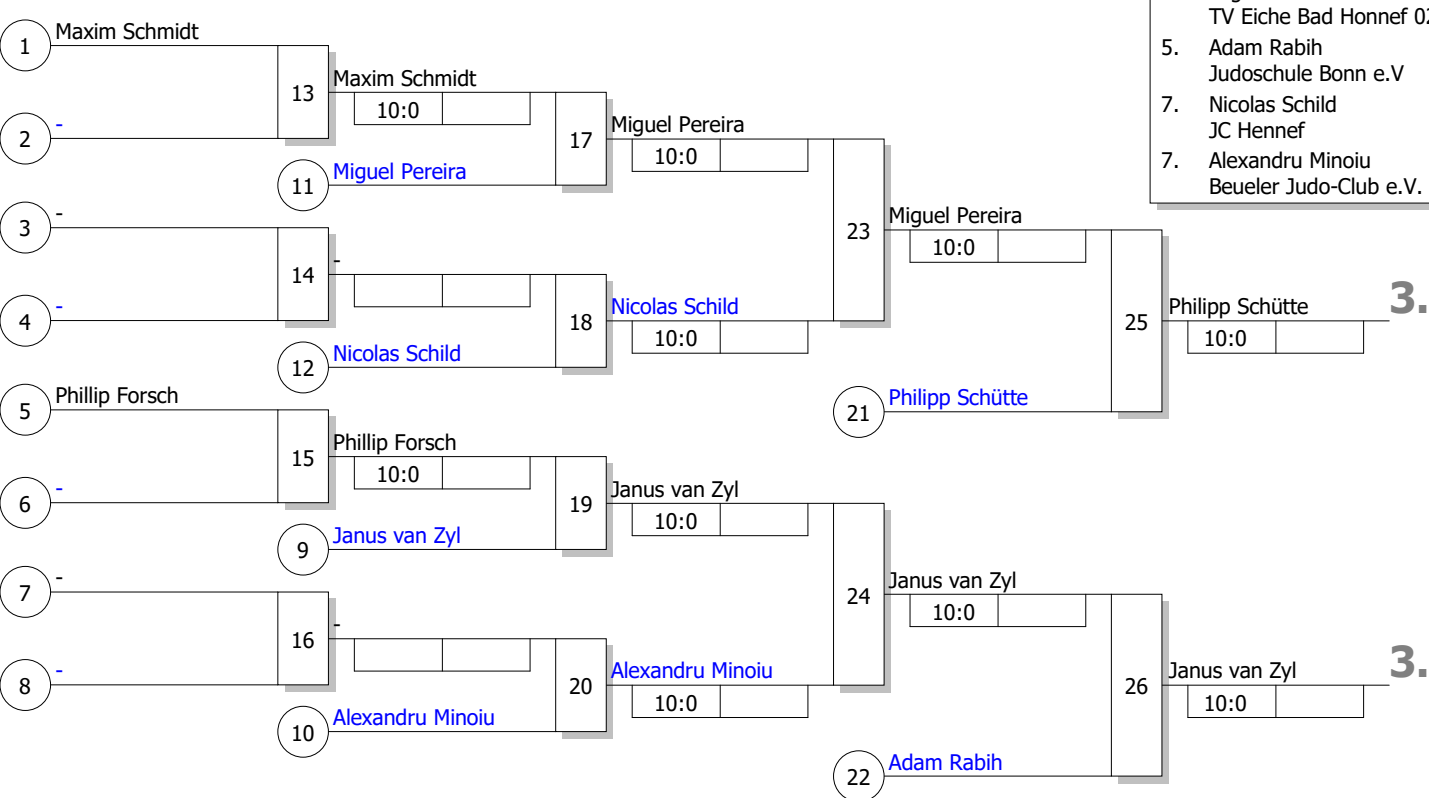 TV Eiche Bad Honnef 02
5. Adam Rabih
Judoschule Bonn e.V
7. Nicolas Schild
JC Hennef
7. Alexandru Minoiu
Beueler Judo-Club e.V.
1 Maxim Schmidt
13 Maxim Schmidt
10:0
2 -
17 Miguel Pereira
10:0
11 Miguel Pereira
3 -
23 Miguel Pereira
10:0
14 -
4 -
18 Nicolas Schild
10:0
12 Nicolas Schild
25 Philipp Schütte 3.
10:0
5 Phillip Forsch
21 Philipp Schütte
15 Phillip Forsch
10:0
6 -
19 Janus van Zyl
10:0
9 Janus van Zyl
7 -
24 Janus van Zyl
10:0
16 -
8 -
20 Alexandru Minoiu
10:0
10 Alexandru Minoiu
26 Janus van Zyl 3.
10:0
22 Adam Rabih